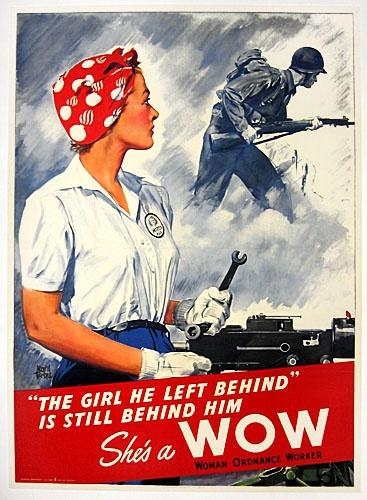 "THE GIRL HE LEFT BEHIND"
IS STILL BEHIND HIM
She's a WOW
WOMAN ORDNANCE WORKER